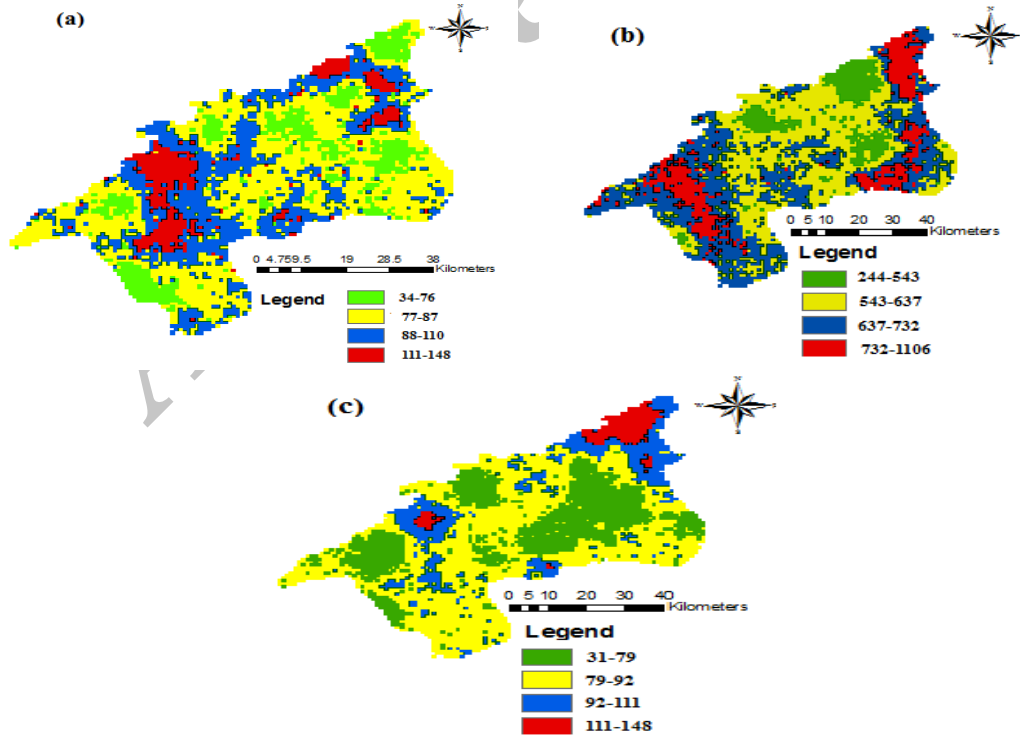 (a)
0 4.759.5 19 28.5 38
Kilometers
Legend
34-76
77-87
88-110
111-148
(b)
0 5 10 20 30 40
Kilometers
Legend
244-543
543-637
637-732
732-1106
(c)
0 5 10 20 30 40
Kilometers
Legend
31-79
79-92
92-111
111-148